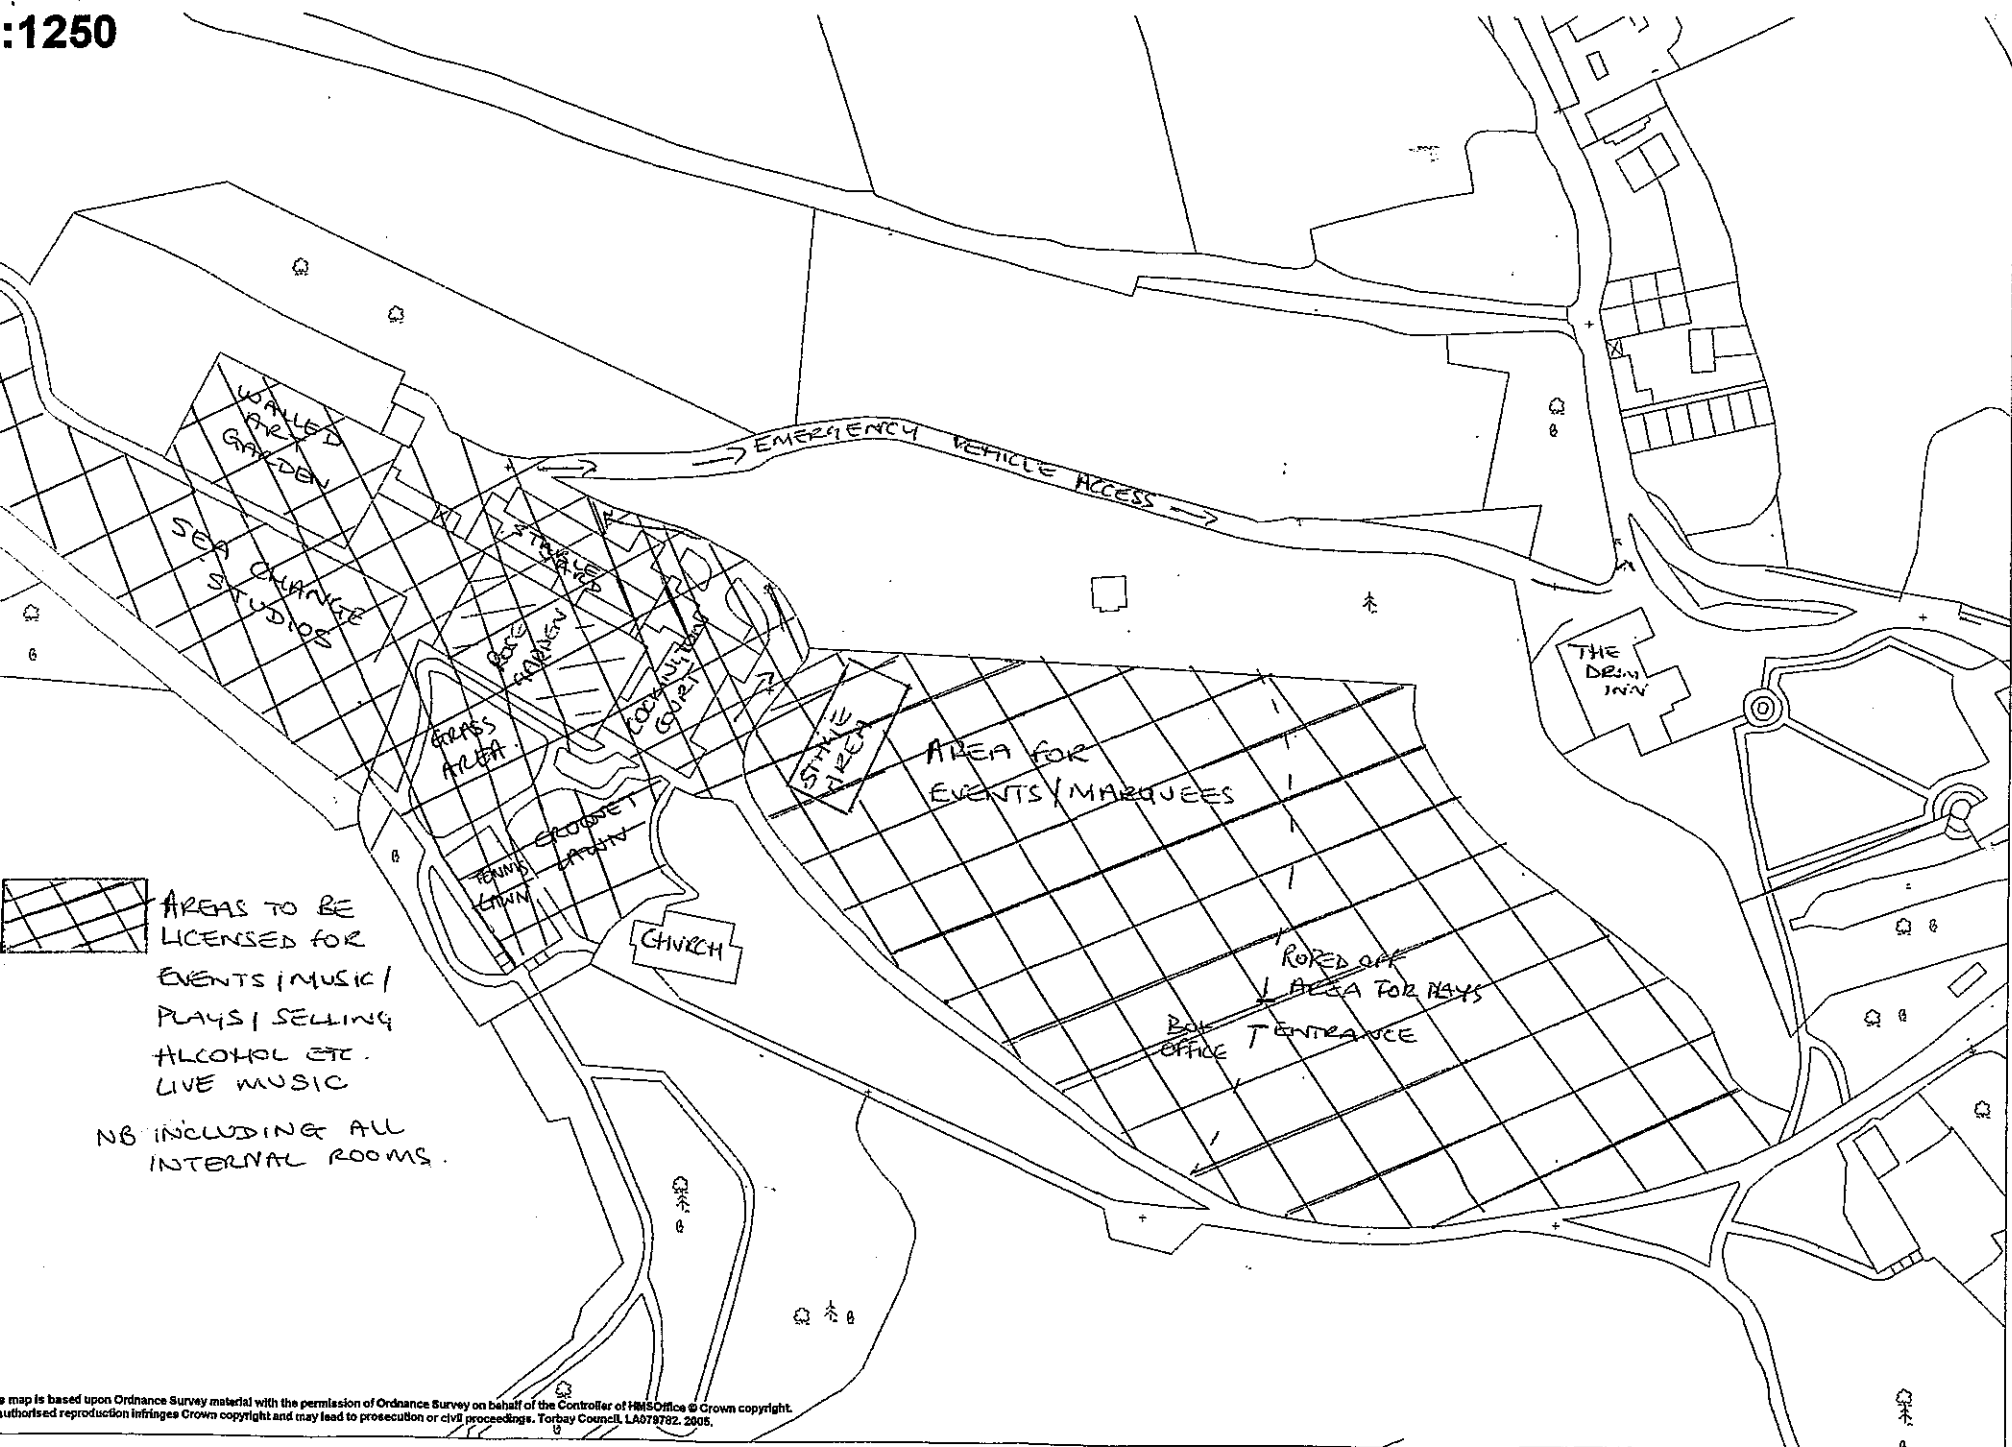 :1250
WALLED
ART
GARDEN
SEA CHANGE
STUDIOS
STABLE
YARD
ROSE
GARDEN
COCKINGTON
COURT
GRASS
AREA.
CROQUET
LAWN
TENNIS
LAWN
CHURCH
EMERGENCY VEHICLE ACCESS
AREA
AREA FOR
EVENTS/MARQUEES
ROPED OFF
AREA FOR PLAYS
BOX
OFFICE
ENTRANCE
THE
DRUM
INN
AREAS TO BE
LICENSED FOR
EVENTS/MUSIC/
PLAYS/SELLING
ALCOHOL ETC.
LIVE MUSIC
NB INCLUDING ALL
INTERNAL ROOMS.
s map is based upon Ordnance Survey material with the permission of Ordnance Survey on behalf of the Controller of HMSOffice © Crown copyright.
uthorised reproduction infringes Crown copyright and may lead to prosecution or civil proceedings. Torbay Council. LA079782. 2005.